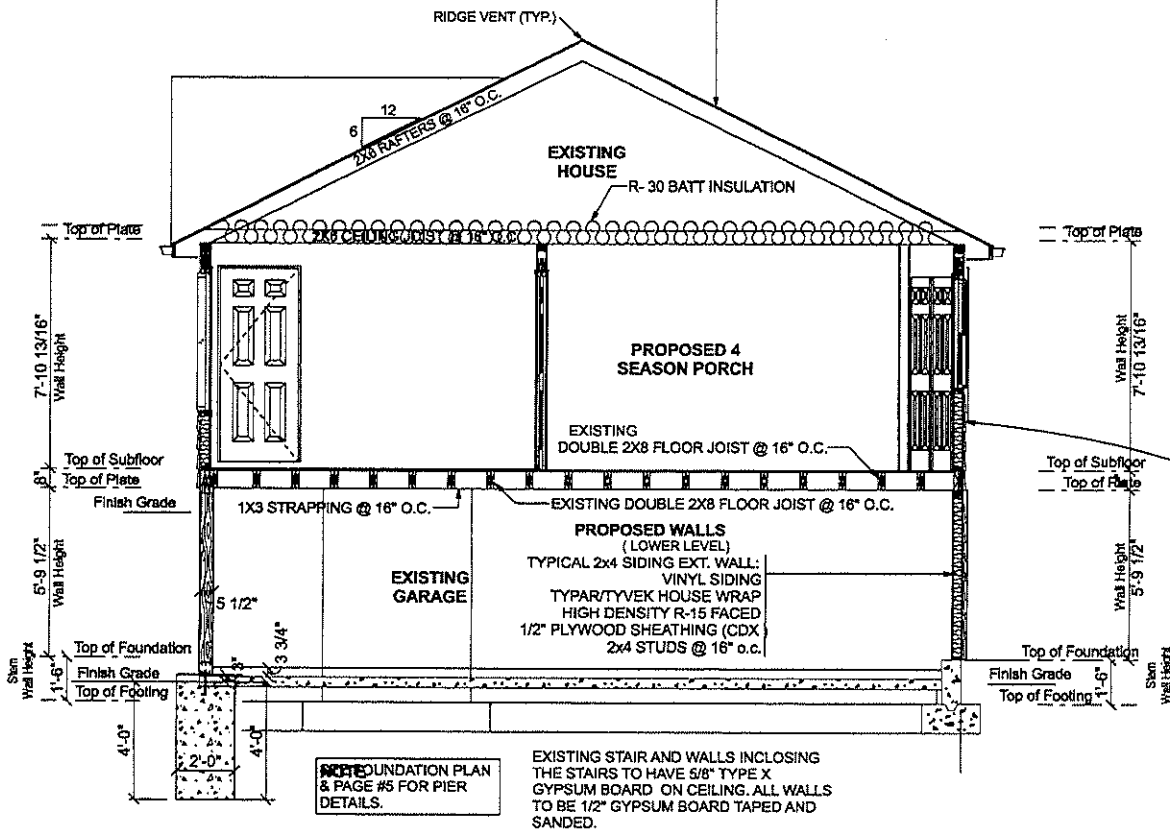 RIDGE VENT (TYP.)
12
6
2X8 RAFTERS @ 16" O.C.
EXISTING
HOUSE
R- 30 BATT INSULATION
Top of Plate
Top of Plate
2X6 CEILING JOIST @ 16" O.C
7'-10 13/16"
Wall Height
PROPOSED 4
SEASON PORCH
7'-10 13/16"
Wall Height
EXISTING
DOUBLE 2X8 FLOOR JOIST @ 16" O.C.
Top of Subfloor
8"
Top of Plate
Top of Subfloor
Top of Plate
Finish Grade
1X3 STRAPPING @ 16" O.C.
EXISTING DOUBLE 2X8 FLOOR JOIST @ 16" O.C.
PROPOSED WALLS
( LOWER LEVEL)
TYPICAL 2x4 SIDING EXT. WALL:
VINYL SIDING
TYPAR/TYVEK HOUSE WRAP
HIGH DENSITY R-15 FACED
1/2" PLYWOOD SHEATHING (CDX
2x4 STUDS @ 16" o.c.
5'-9 1/2"
Wall Height
EXISTING
GARAGE
5 1/2"
5'-9 1/2"
Wall Height
3 3/4"
3"
Top of Foundation
Finish Grade
Top of Footing
Stem
Wall Height
1'-6"
Top of Foundation
Finish Grade
Top of Footing
1'-6"
Stem
Wall Height
4'-0"
2'-0"
4'-0"
NOTE
FOUNDATION PLAN
& PAGE #5 FOR PIER
DETAILS.
EXISTING STAIR AND WALLS INCLOSING
THE STAIRS TO HAVE 5/8" TYPE X
GYPSUM BOARD ON CEILING. ALL WALLS
TO BE 1/2" GYPSUM BOARD TAPED AND
SANDED.